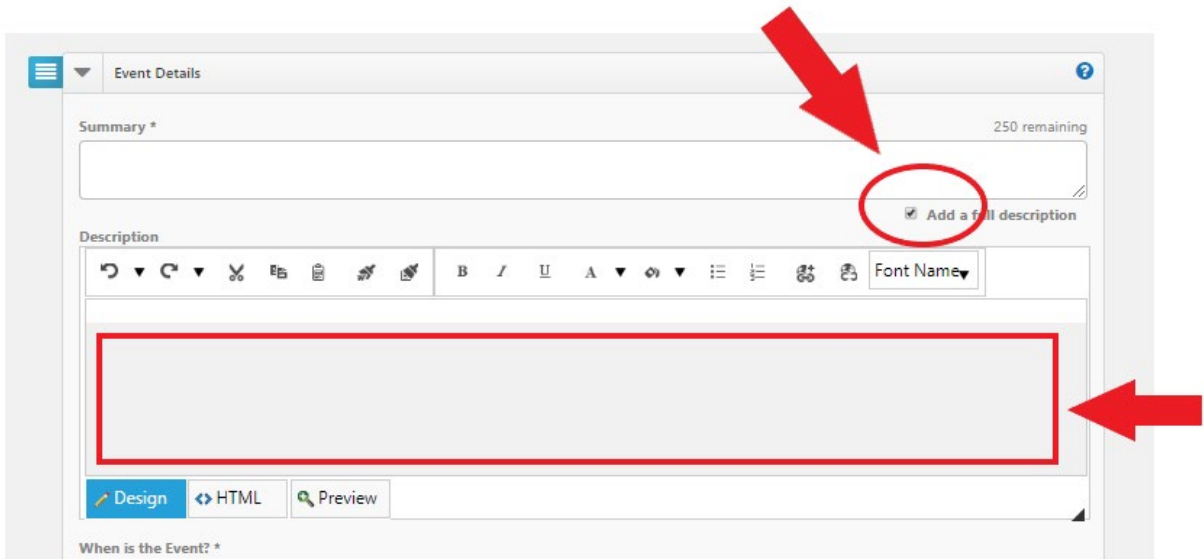 Event Details
Summary *
250 remaining
Add a full description
Description
B I U A Font Name
Design HTML Preview
When is the Event? *